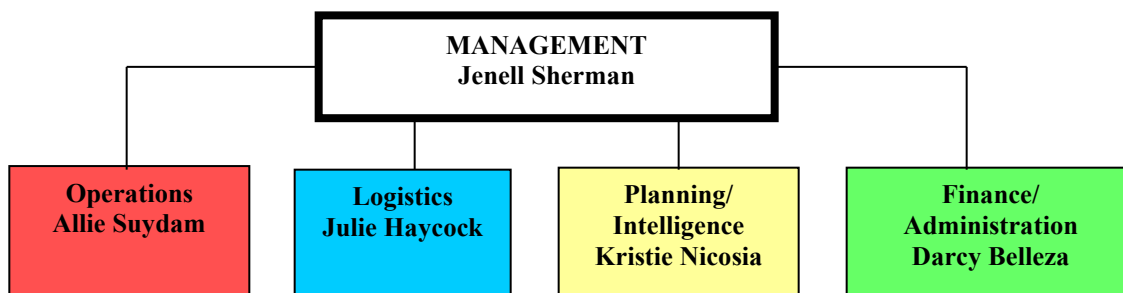 MANAGEMENT
Jenell Sherman
Operations
Allie Suydam
Logistics
Julie Haycock
Planning/
Intelligence
Kristie Nicosia
Finance/
Administration
Darcy Belleza